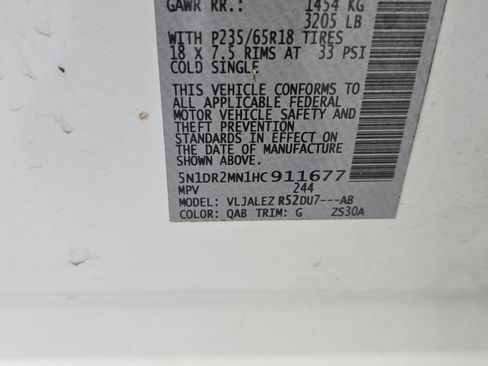 GAWR RR.: 1454 KG
3205 LB
WITH P235/65R18 TIRES
18 X 7.5 RIMS AT 33 PSI
COLD SINGLE
THIS VEHICLE CONFORMS TO
ALL APPLICABLE FEDERAL
MOTOR VEHICLE SAFETY AND
THEFT PREVENTION
STANDARDS IN EFFECT ON
THE DATE OF MANUFACTURE
SHOWN ABOVE.
5N1DR2MN1HC911677
MPV 244
MODEL: VLJALEZ R52DU7---AB
COLOR: QAB TRIM: G ZS30A